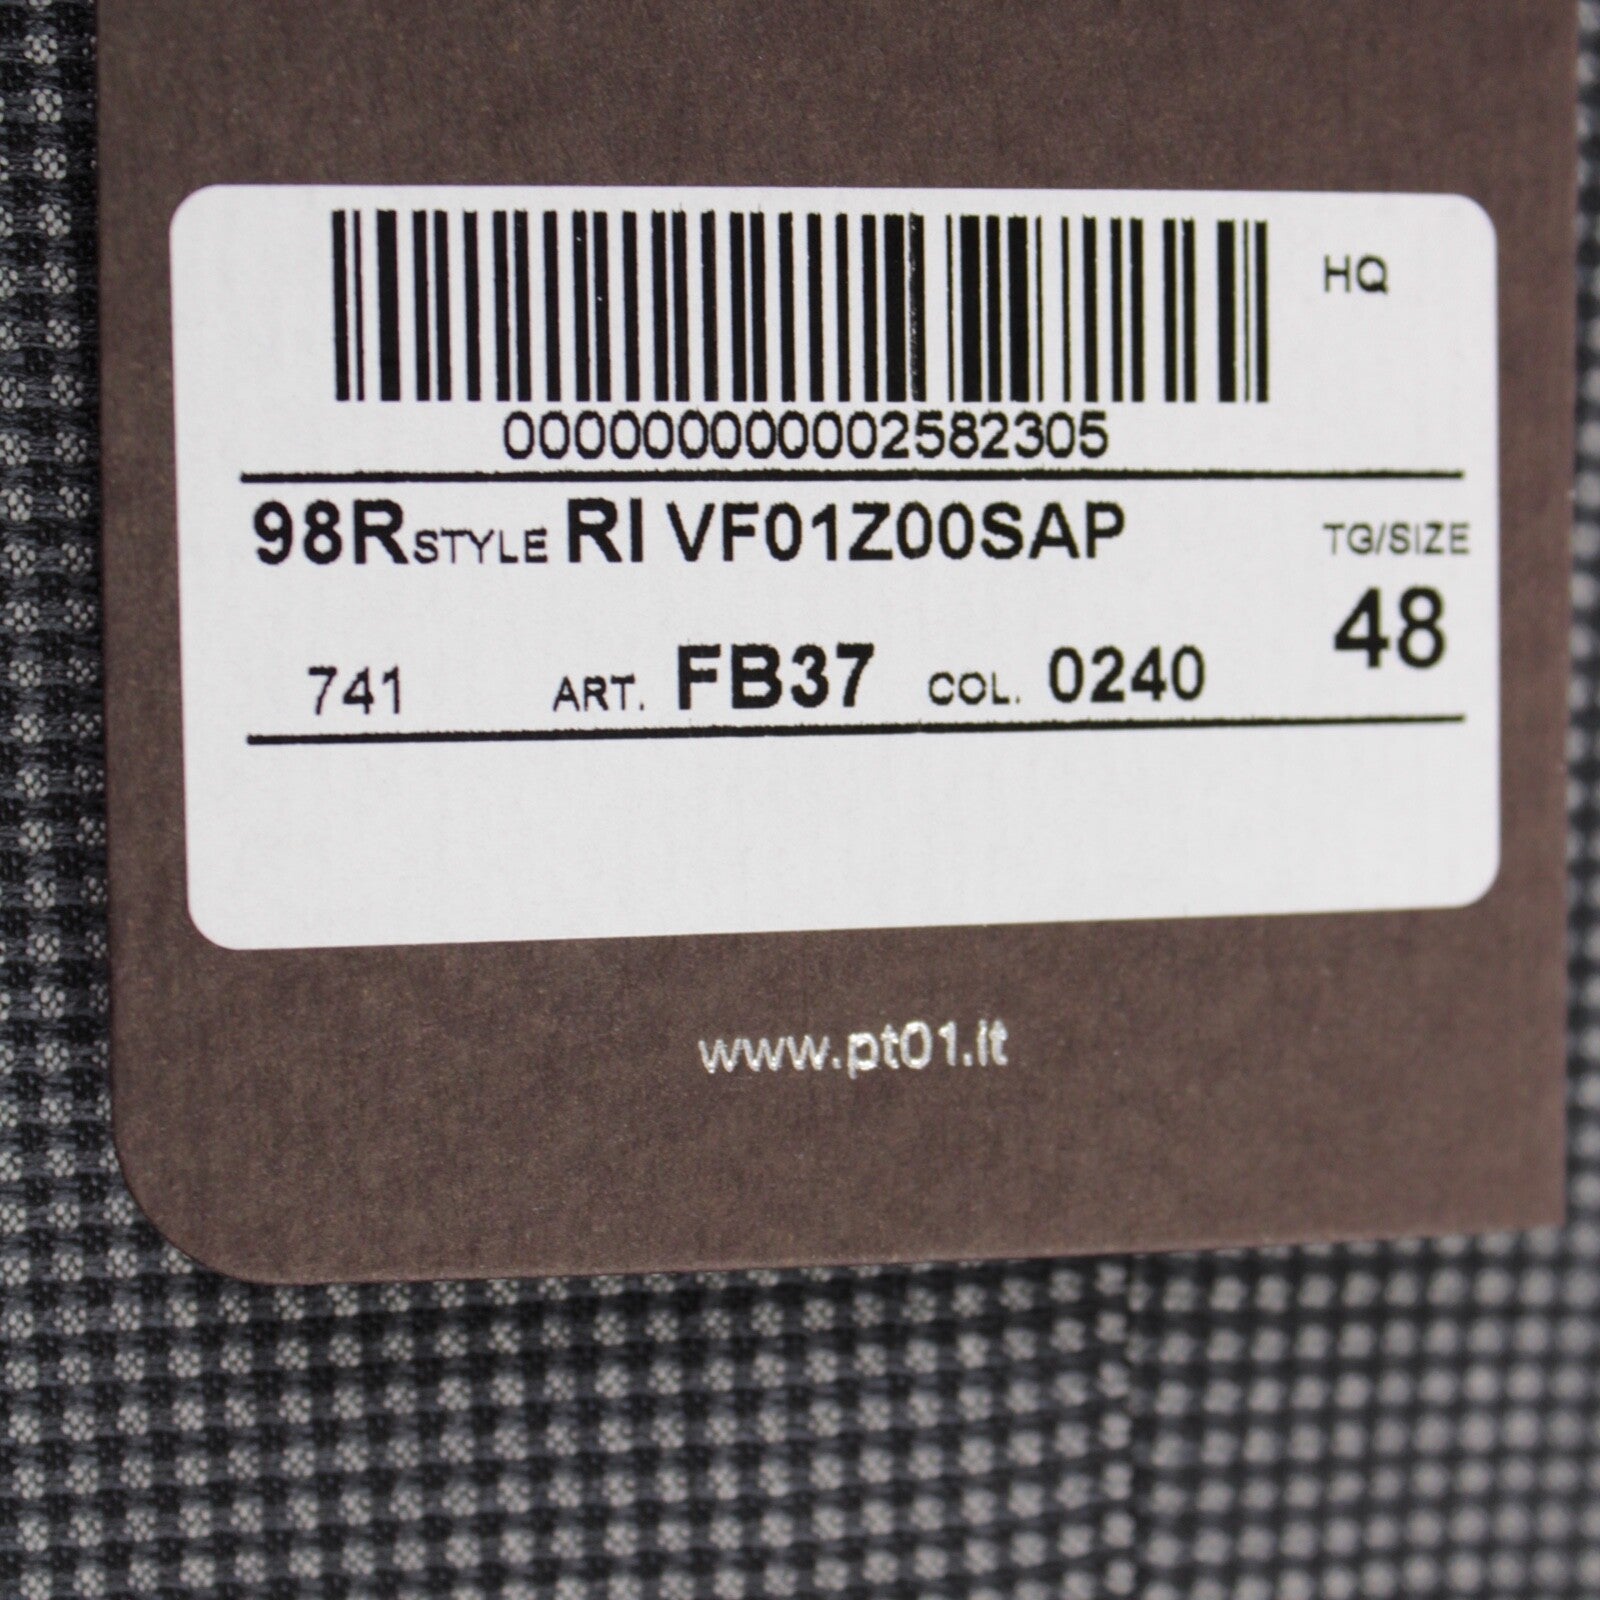 HQ
000000000002582305
98R STYLE RI VF01Z00SAP
TG/SIZE
48
741 ART. FB37 COL. 0240
www.pt01.it